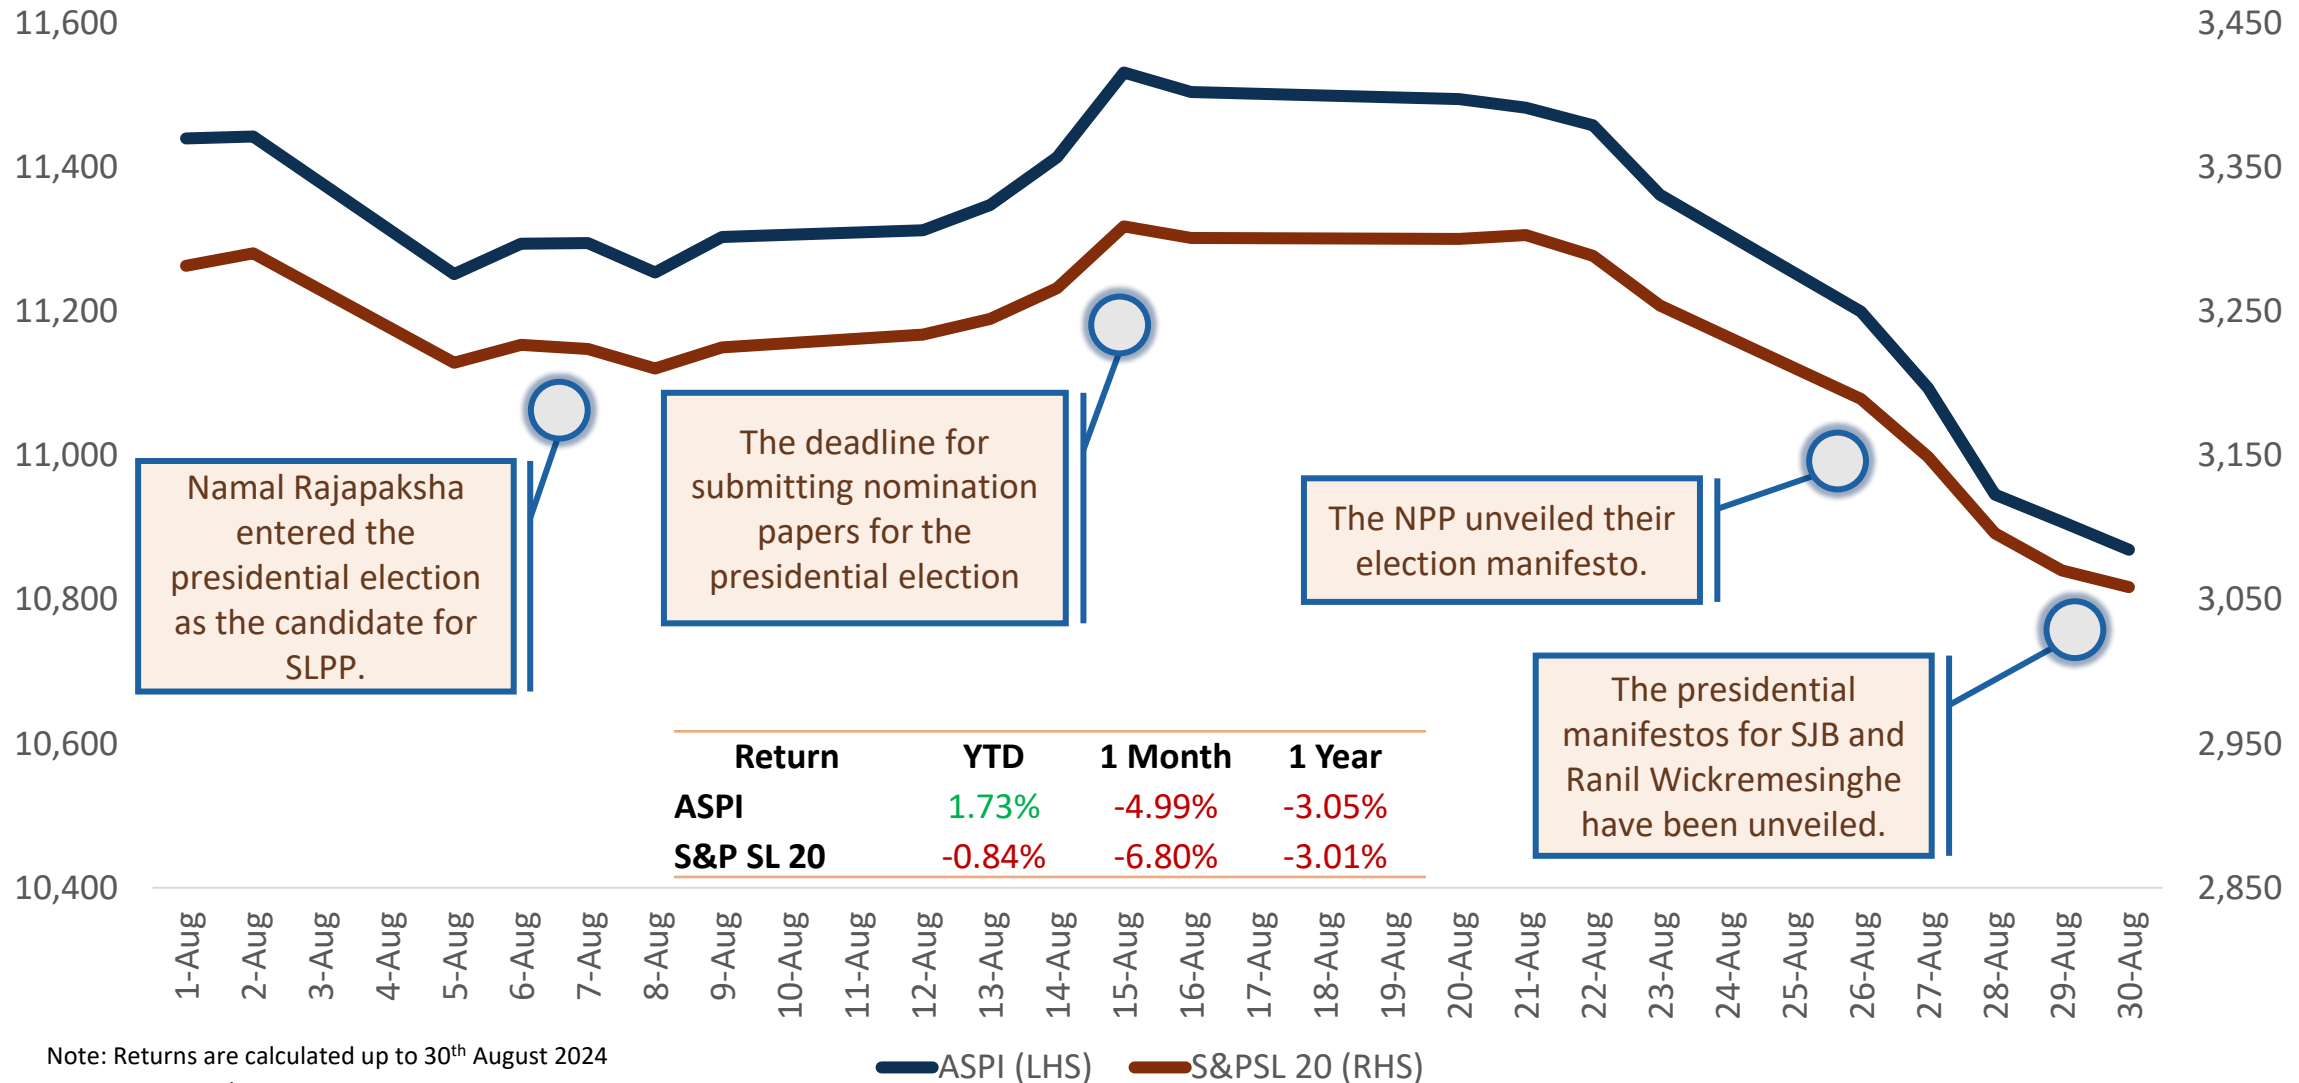 11,600
11,400
11,200
11,000
10,800
10,600
10,400
3,450
3,350
3,250
3,150
3,050
2,950
2,850
Namal Rajapaksha
entered the
presidential election
as the candidate for
SLPP.
The deadline for
submitting nomination
papers for the
presidential election
The NPP unveiled their
election manifesto.
The presidential
manifestos for SJB and
Ranil Wickremesinghe
have been unveiled.
Return YTD 1 Month 1 Year
ASPI 1.73% -4.99% -3.05%
S&P SL 20 -0.84% -6.80% -3.01%
1-Aug
2-Aug
3-Aug
4-Aug
5-Aug
6-Aug
7-Aug
8-Aug
9-Aug
10-Aug
11-Aug
12-Aug
13-Aug
14-Aug
15-Aug
16-Aug
17-Aug
18-Aug
19-Aug
20-Aug
21-Aug
22-Aug
23-Aug
24-Aug
25-Aug
26-Aug
27-Aug
28-Aug
29-Aug
30-Aug
Note: Returns are calculated up to 30th August 2024
ASPI (LHS) S&PSL 20 (RHS)